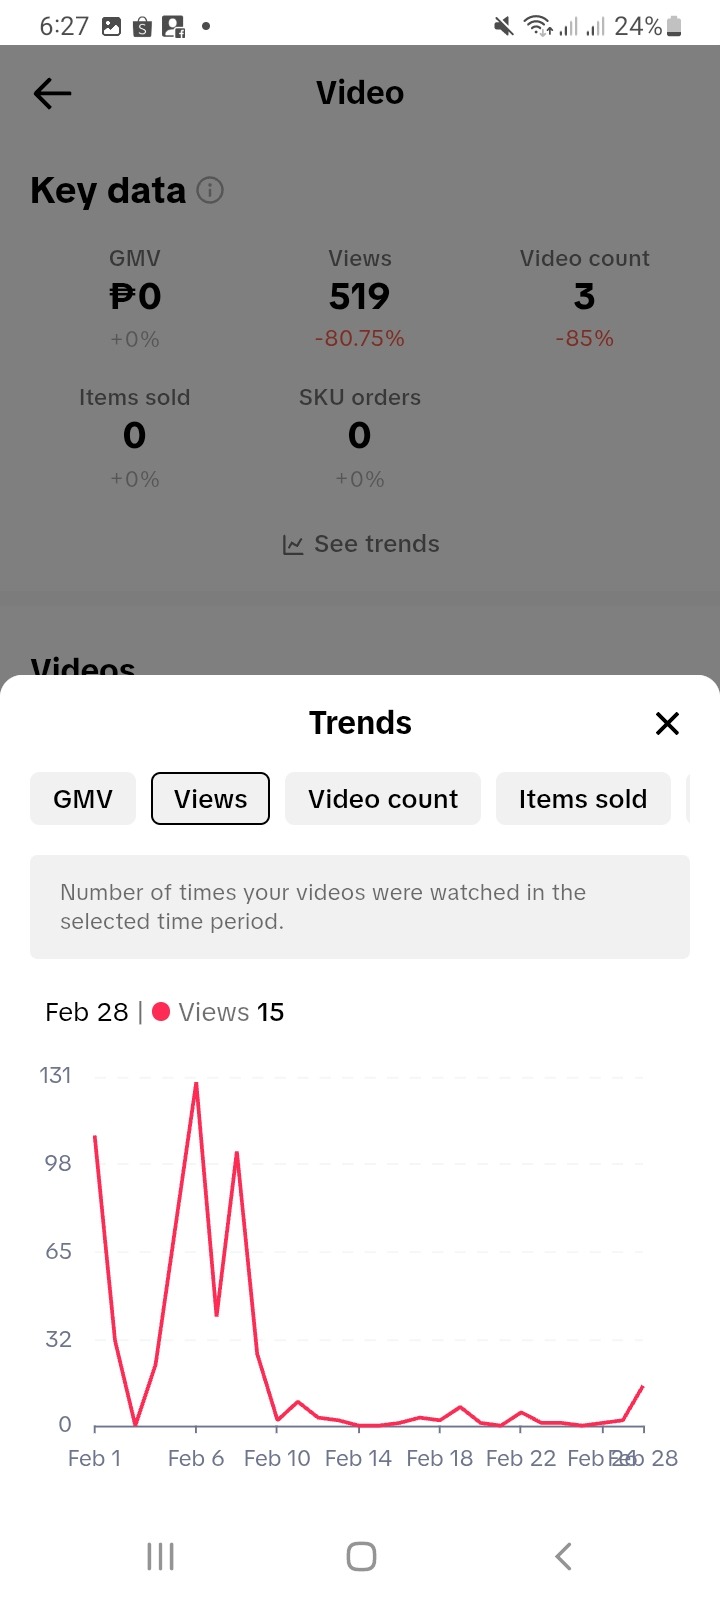 6:27 24%
Video
Key data
GMV Views Video count
₱0 519 3
+0% -80.75% -85%
Items sold SKU orders
0 0
+0% +0%
See trends
Videos
Trends
GMV Views Video count Items sold
Number of times your videos were watched in the
selected time period.
Feb 28 | Views 15
131
98
65
32
0
Feb 1 Feb 6 Feb 10 Feb 14 Feb 18 Feb 22 Feb 26 Feb 28